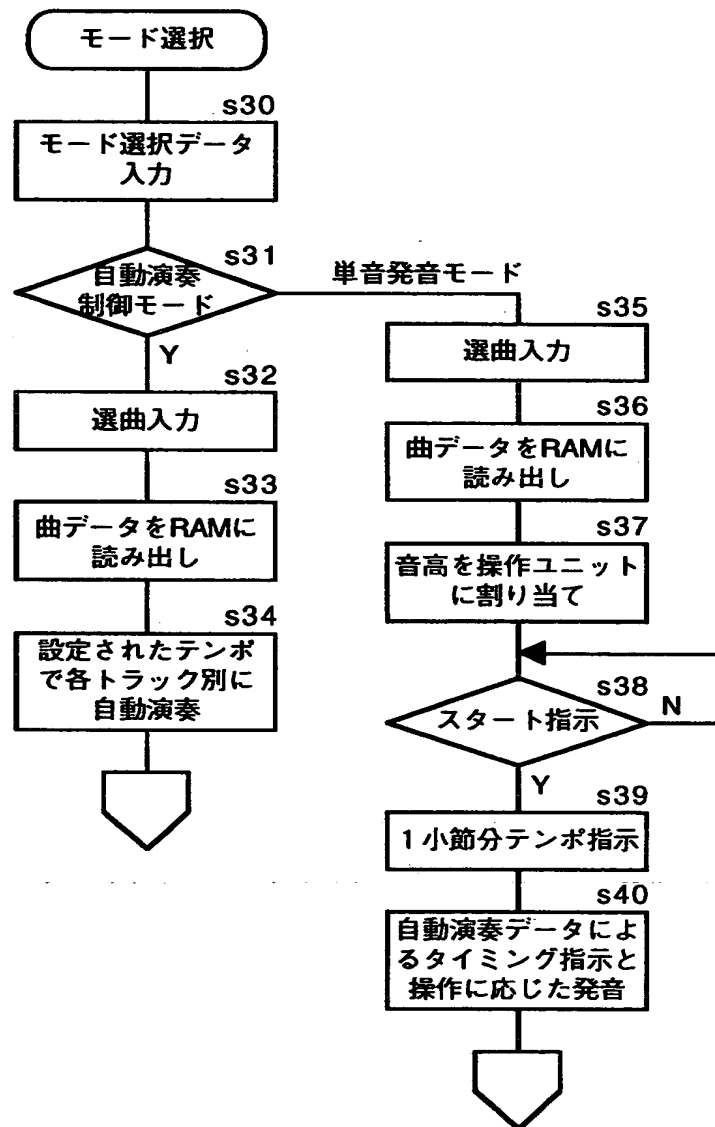 モード選択
s30
モード選択データ
入力
s31
自動演奏
制御モード
Y
s32
選曲入力
s33
曲データをRAMに
読み出し
s34
設定されたテンポ
で各トラック別に
自動演奏
単音発音モード
s35
選曲入力
s36
曲データをRAMに
読み出し
s37
音高を操作ユニット
に割り当て
s38
スタート指示
N
Y
s39
1小節分テンポ指示
s40
自動演奏データによ
るタイミング指示と
操作に応じた発音